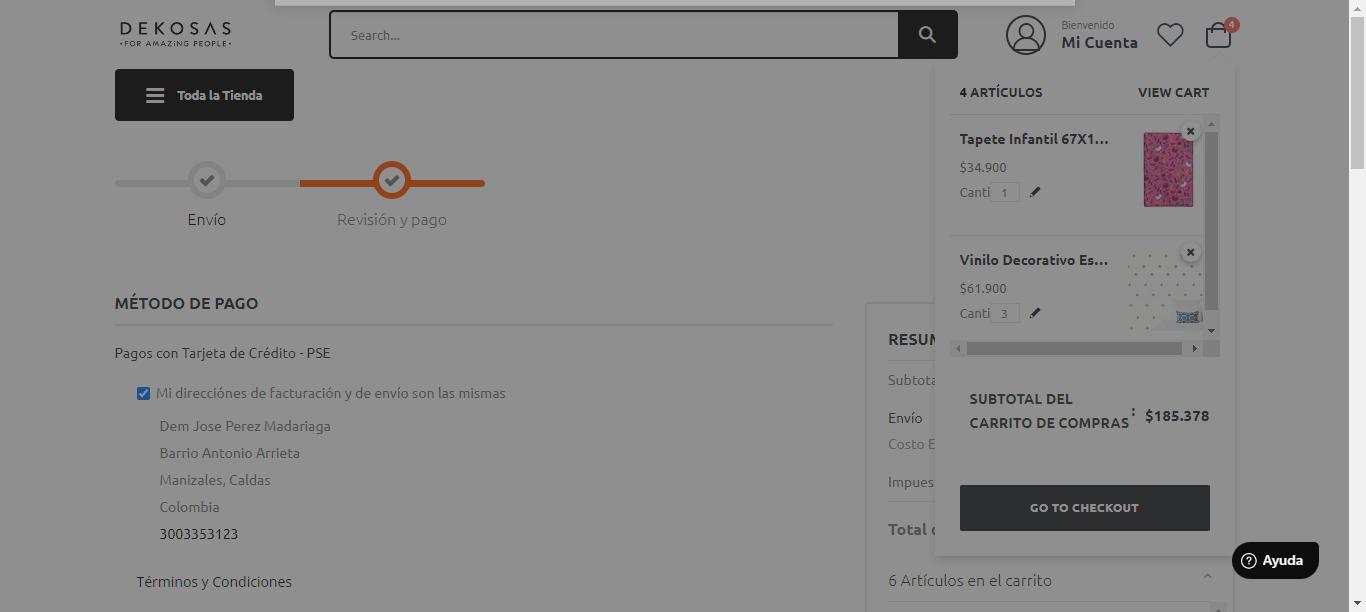 DEKOSAS
•FOR AMAZING PEOPLE•
Search...
Bienvenido
Mi Cuenta
4
Toda la Tienda
4 ARTÍCULOS
VIEW CART
Tapete Infantil 67X1...
$34.900
Canti 1
Vinilo Decorativo Es...
$61.900
Canti 3
SUBTOTAL DEL
CARRITO DE COMPRAS : $185.378
GO TO CHECKOUT
Envío
Revisión y pago
MÉTODO DE PAGO
Pagos con Tarjeta de Crédito - PSE
Mi direcciónes de facturación y de envío son las mismas
Dem Jose Perez Madariaga
Barrio Antonio Arrieta
Manizales, Caldas
Colombia
3003353123
Términos y Condiciones
RESUM
Subtota
Envío
Costo E
Impues
Total
6 Artículos en el carrito
Ayuda